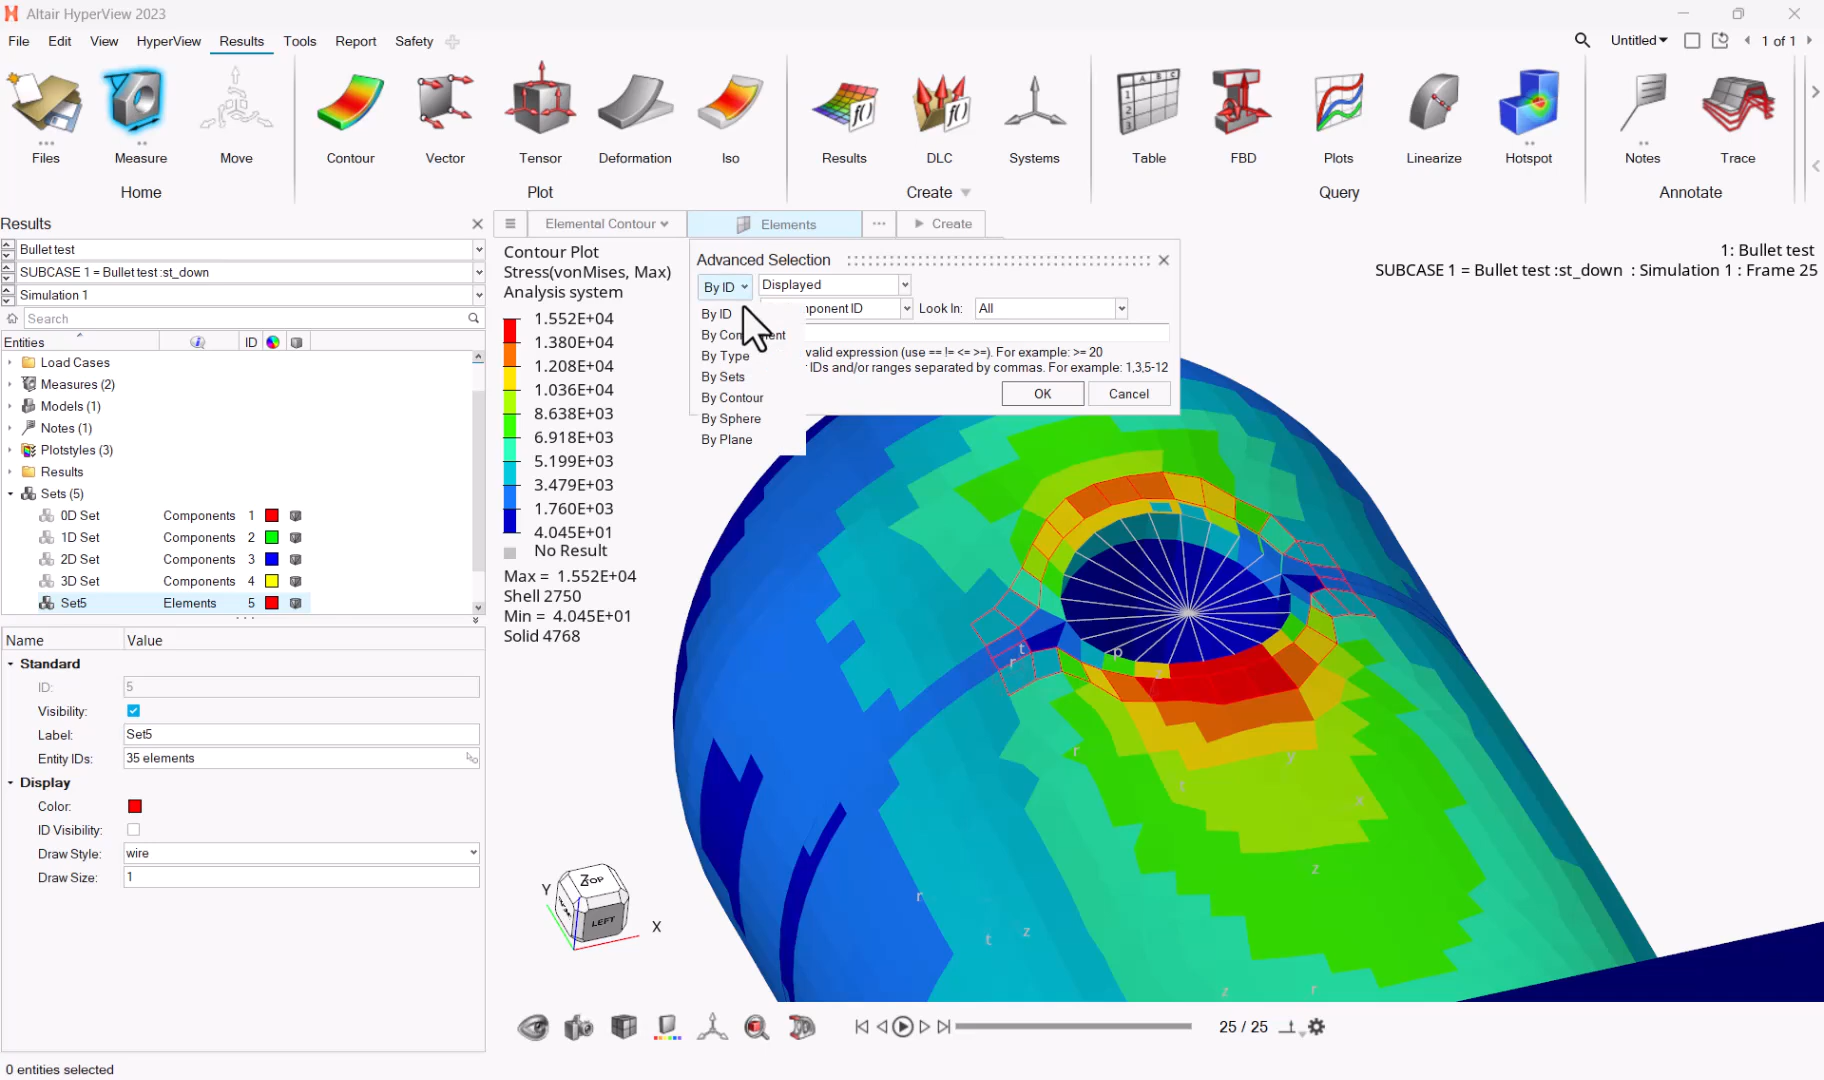 Altair HyperView 2023
File Edit View HyperView Results Tools Report Safety
Untitled 1 of 1
Files Measure Move Contour Vector Tensor Deformation Iso Results DLC Systems Table FBD Plots Linearize Hotspot Notes Trace
Home Plot Create Query Annotate
Results
Bullet test
SUBCASE 1 = Bullet test :st_down
Simulation 1
Search
Entities ID
Load Cases
Measures (2)
Models (1)
Notes (1)
Plotstyles (3)
Results
Sets (5)
0D Set Components 1
1D Set Components 2
2D Set Components 3
3D Set Components 4
Set5 Elements 5
Name Value
Standard
ID: 5
Visibility:
Label: Set5
Entity IDs: 35 elements
Display
Color:
ID Visibility:
Draw Style: wire
Draw Size: 1
0 entities selected
Elemental Contour Elements Create
Contour Plot
Stress(vonMises, Max)
Analysis system
1.552E+04
1.380E+04
1.208E+04
1.036E+04
8.638E+03
6.918E+03
5.199E+03
3.479E+03
1.760E+03
4.045E+01
No Result
Max = 1.552E+04
Shell 2750
Min = 4.045E+01
Solid 4768
Advanced Selection
By ID Displayed
ponent ID Look In: All
By ID
By Com ent
By Type
By Sets
By Contour
By Sphere
By Plane
valid expression (use == != <= >=). For example: >= 20
IDs and/or ranges separated by commas. For example: 1,3,5-12
OK Cancel
1: Bullet test
SUBCASE 1 = Bullet test :st_down : Simulation 1 : Frame 25
t
r
p
r
y
t
x
z
r
t z
z r
Y Z TOP
LEFT
X
25 / 25